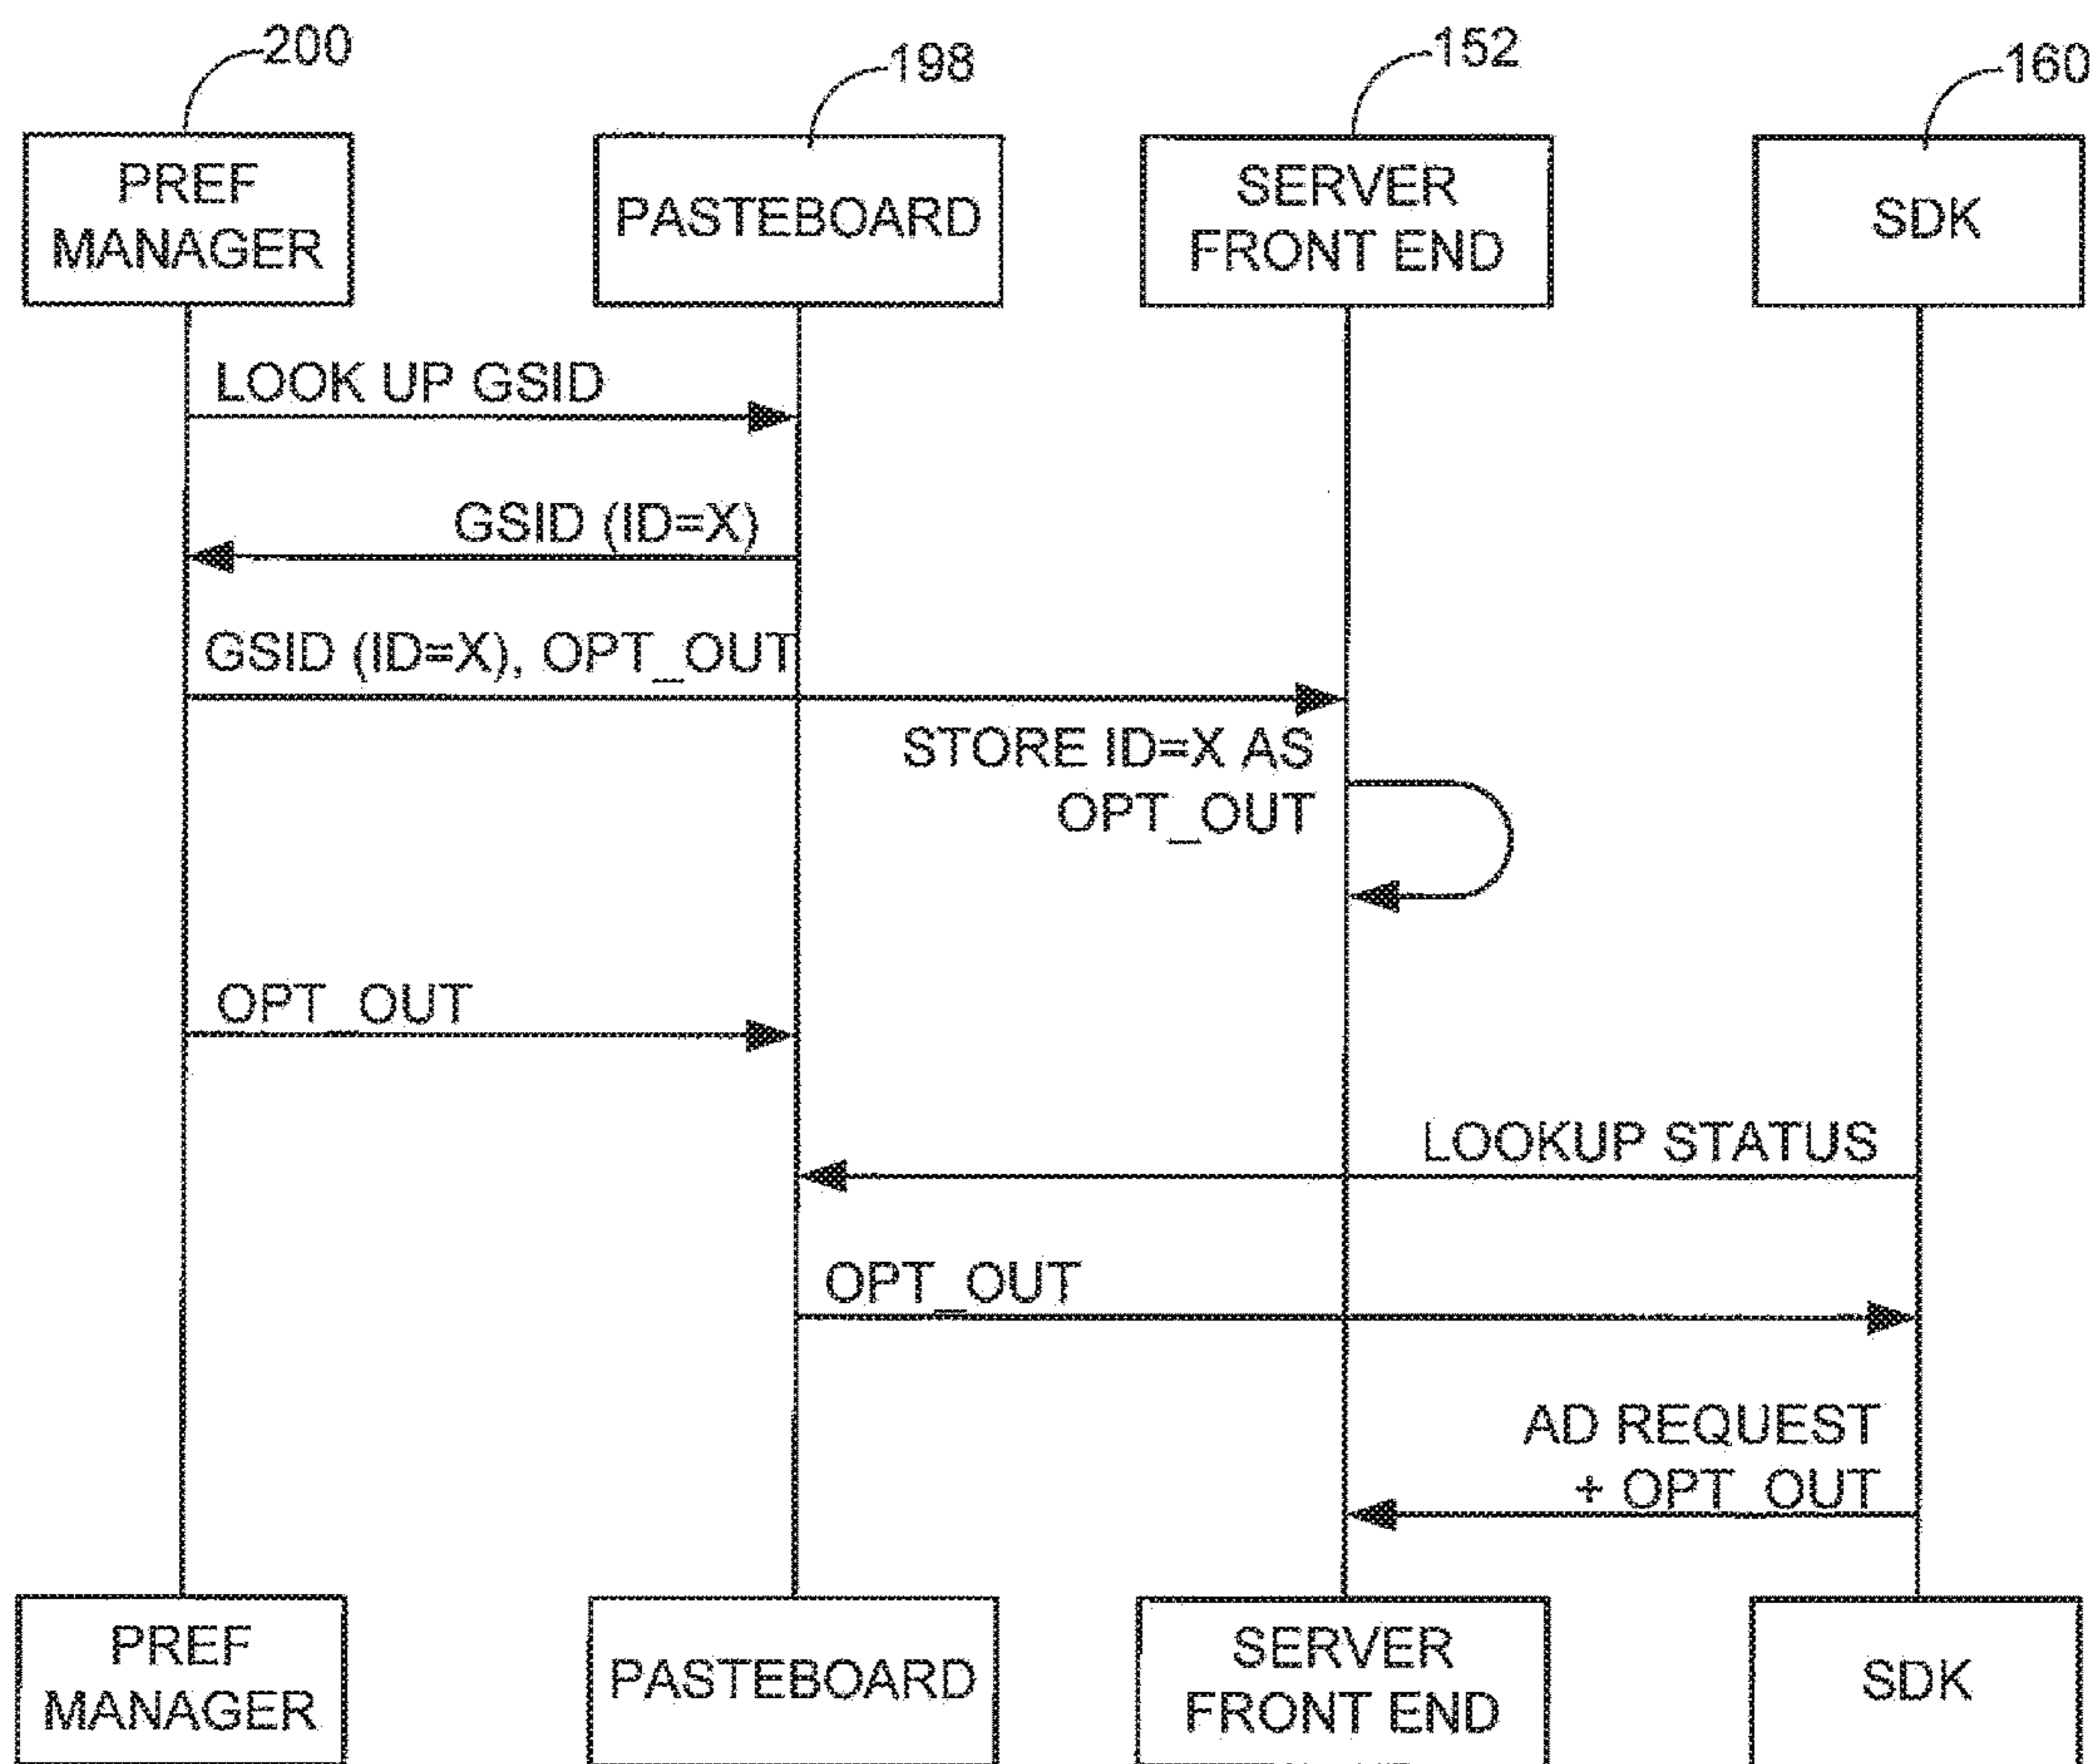 200
198
152
160
PREF
MANAGER
PASTEBOARD
SERVER
FRONT END
SDK
LOOK UP GSID
GSID (ID=X)
GSID (ID=X), OPT_OUT
STORE ID=X AS
OPT_OUT
OPT_OUT
LOOKUP STATUS
OPT_OUT
AD REQUEST
+ OPT_OUT
PREF
MANAGER
PASTEBOARD
SERVER
FRONT END
SDK